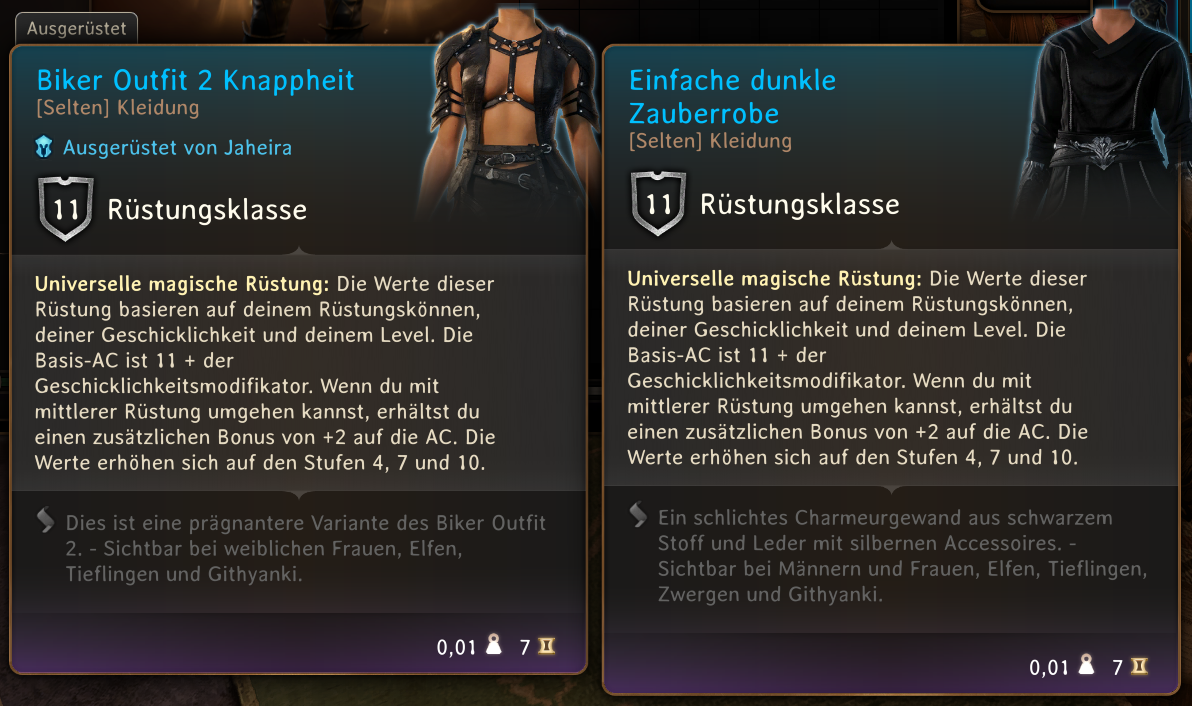 Ausgerüstet
Biker Outfit 2 Knappheit
[Selten] Kleidung
Ausgerüstet von Jaheira
11 Rüstungsklasse
Universelle magische Rüstung: Die Werte dieser
Rüstung basieren auf deinem Rüstungskönnen,
deiner Geschicklichkeit und deinem Level. Die
Basis-AC ist 11 + der
Geschicklichkeitsmodifikator. Wenn du mit
mittlerer Rüstung umgehen kannst, erhältst du
einen zusätzlichen Bonus von +2 auf die AC. Die
Werte erhöhen sich auf den Stufen 4, 7 und 10.
Dies ist eine prägnantere Variante des Biker Outfit
2. - Sichtbar bei weiblichen Frauen, Elfen,
Tieflingen und Githyanki.
0,01 7
Einfache dunkle
Zauberrobe
[Selten] Kleidung
11 Rüstungsklasse
Universelle magische Rüstung: Die Werte dieser
Rüstung basieren auf deinem Rüstungskönnen,
deiner Geschicklichkeit und deinem Level. Die
Basis-AC ist 11 + der
Geschicklichkeitsmodifikator. Wenn du mit
mittlerer Rüstung umgehen kannst, erhältst du
einen zusätzlichen Bonus von +2 auf die AC. Die
Werte erhöhen sich auf den Stufen 4, 7 und 10.
Ein schlichtes Charmeurgewand aus schwarzem
Stoff und Leder mit silbernen Accessoires. -
Sichtbar bei Männern und Frauen, Elfen, Tieflingen,
Zwergen und Githyanki.
0,01 7